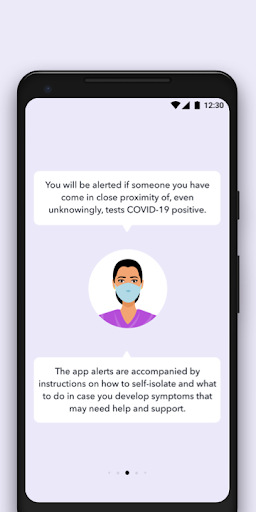 12:30
You will be alerted if someone you have
come in close proximity of, even
unknowingly, tests COVID-19 positive.
The app alerts are accompanied by
instructions on how to self-isolate and what
to do in case you develop symptoms that
may need help and support.